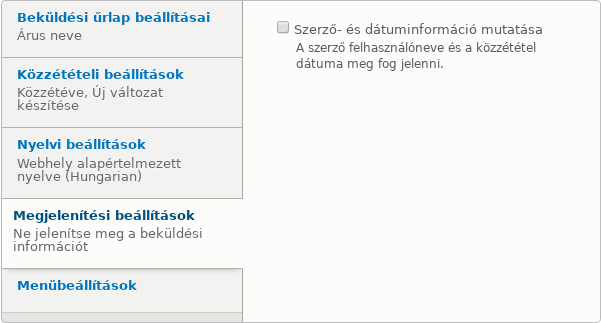 Beküldési űrlap beállításai
Árus neve
Közzétételi beállítások
Közzétéve, Új változat
készítése
Nyelvi beállítások
Webhely alapértelmezett
nyelve (Hungarian)
Megjelenítési beállítások
Ne jelenítse meg a beküldési
információt
Menübeállítások
Szerző- és dátuminformáció mutatása
A szerző felhasználóneve és a közzététel
dátuma meg fog jelenni.